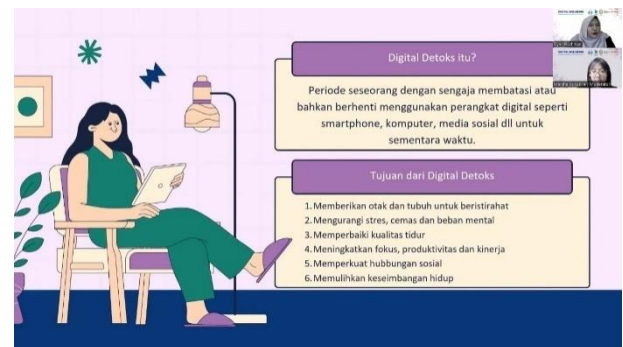 Digital Detoks itu?
Periode seseorang dengan sengaja membatasi atau
bahkan berhenti menggunakan perangkat digital seperti
smartphone, komputer, media sosial dll untuk
sementara waktu.
Tujuan dari Digital Detoks
1. Memberikan otak dan tubuh untuk beristirahat
2. Mengurangi stres, cemas dan beban mental
3. Memperbaiki kualitas tidur
4. Meningkatkan fokus, produktivitas dan kinerja
5. Memperkuat hubbungan sosial
6. Memulihkan keseimbangan hidup